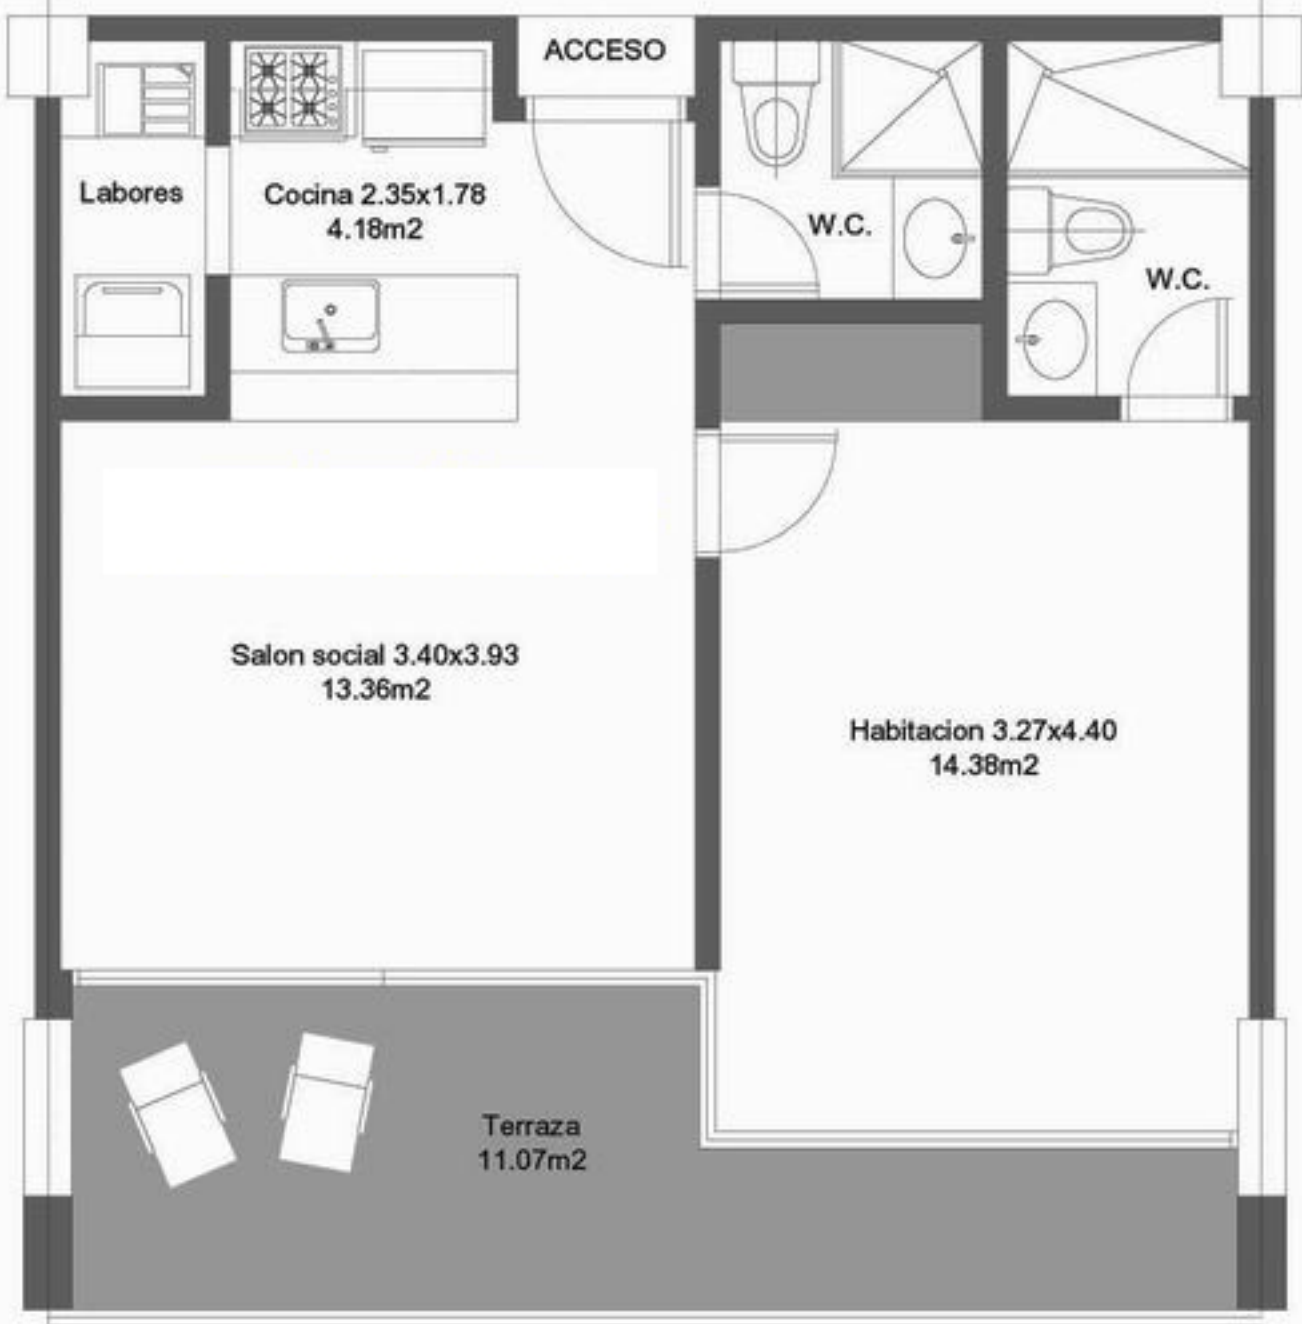 ACCESO
Labores
Cocina 2.35x1.78
4.18m2
W.C.
W.C.
Salon social 3.40x3.93
13.36m2
Habitacion 3.27x4.40
14.38m2
Terraza
11.07m2